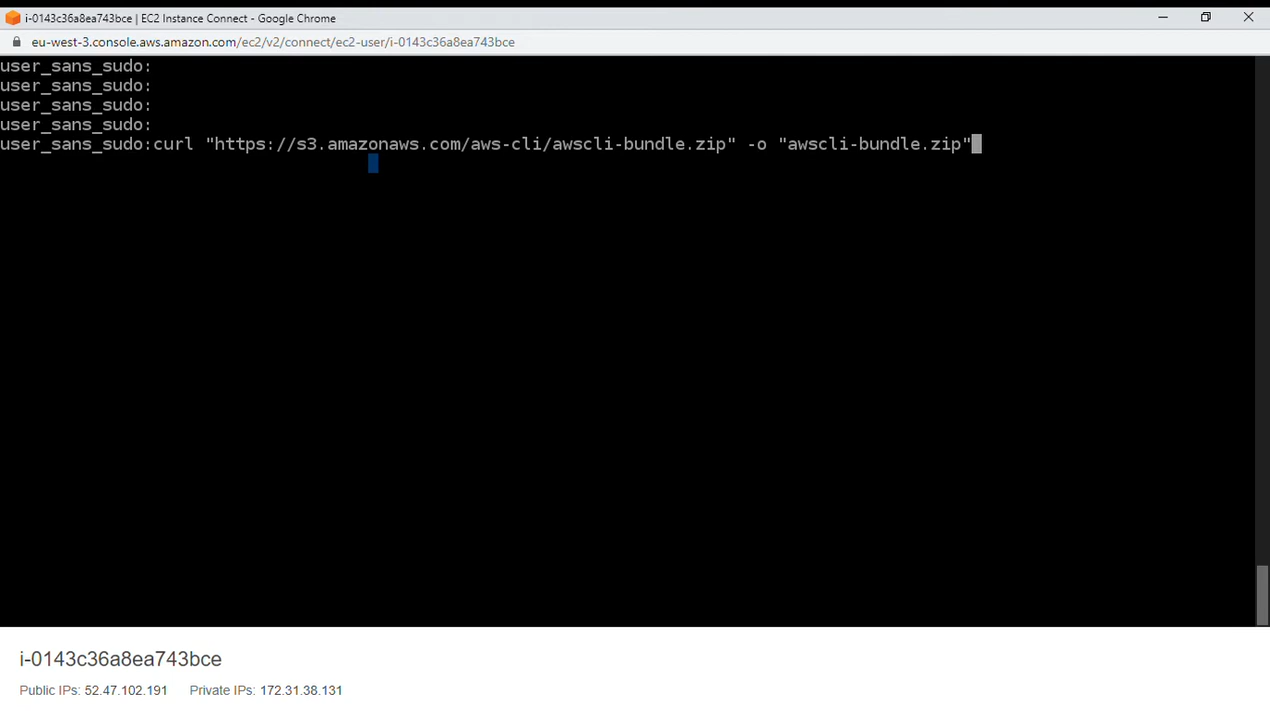 i-0143c36a8ea743bce | EC2 Instance Connect - Google Chrome
eu-west-3.console.aws.amazon.com/ec2/v2/connect/ec2-user/i-0143c36a8ea743bce
user_sans_sudo:
user_sans_sudo:
user_sans_sudo:
user_sans_sudo:
user_sans_sudo:curl "https://s3.amazonaws.com/aws-cli/awscli-bundle.zip" -o "awscli-bundle.zip"
i-0143c36a8ea743bce
Public IPs: 52.47.102.191 Private IPs: 172.31.38.131